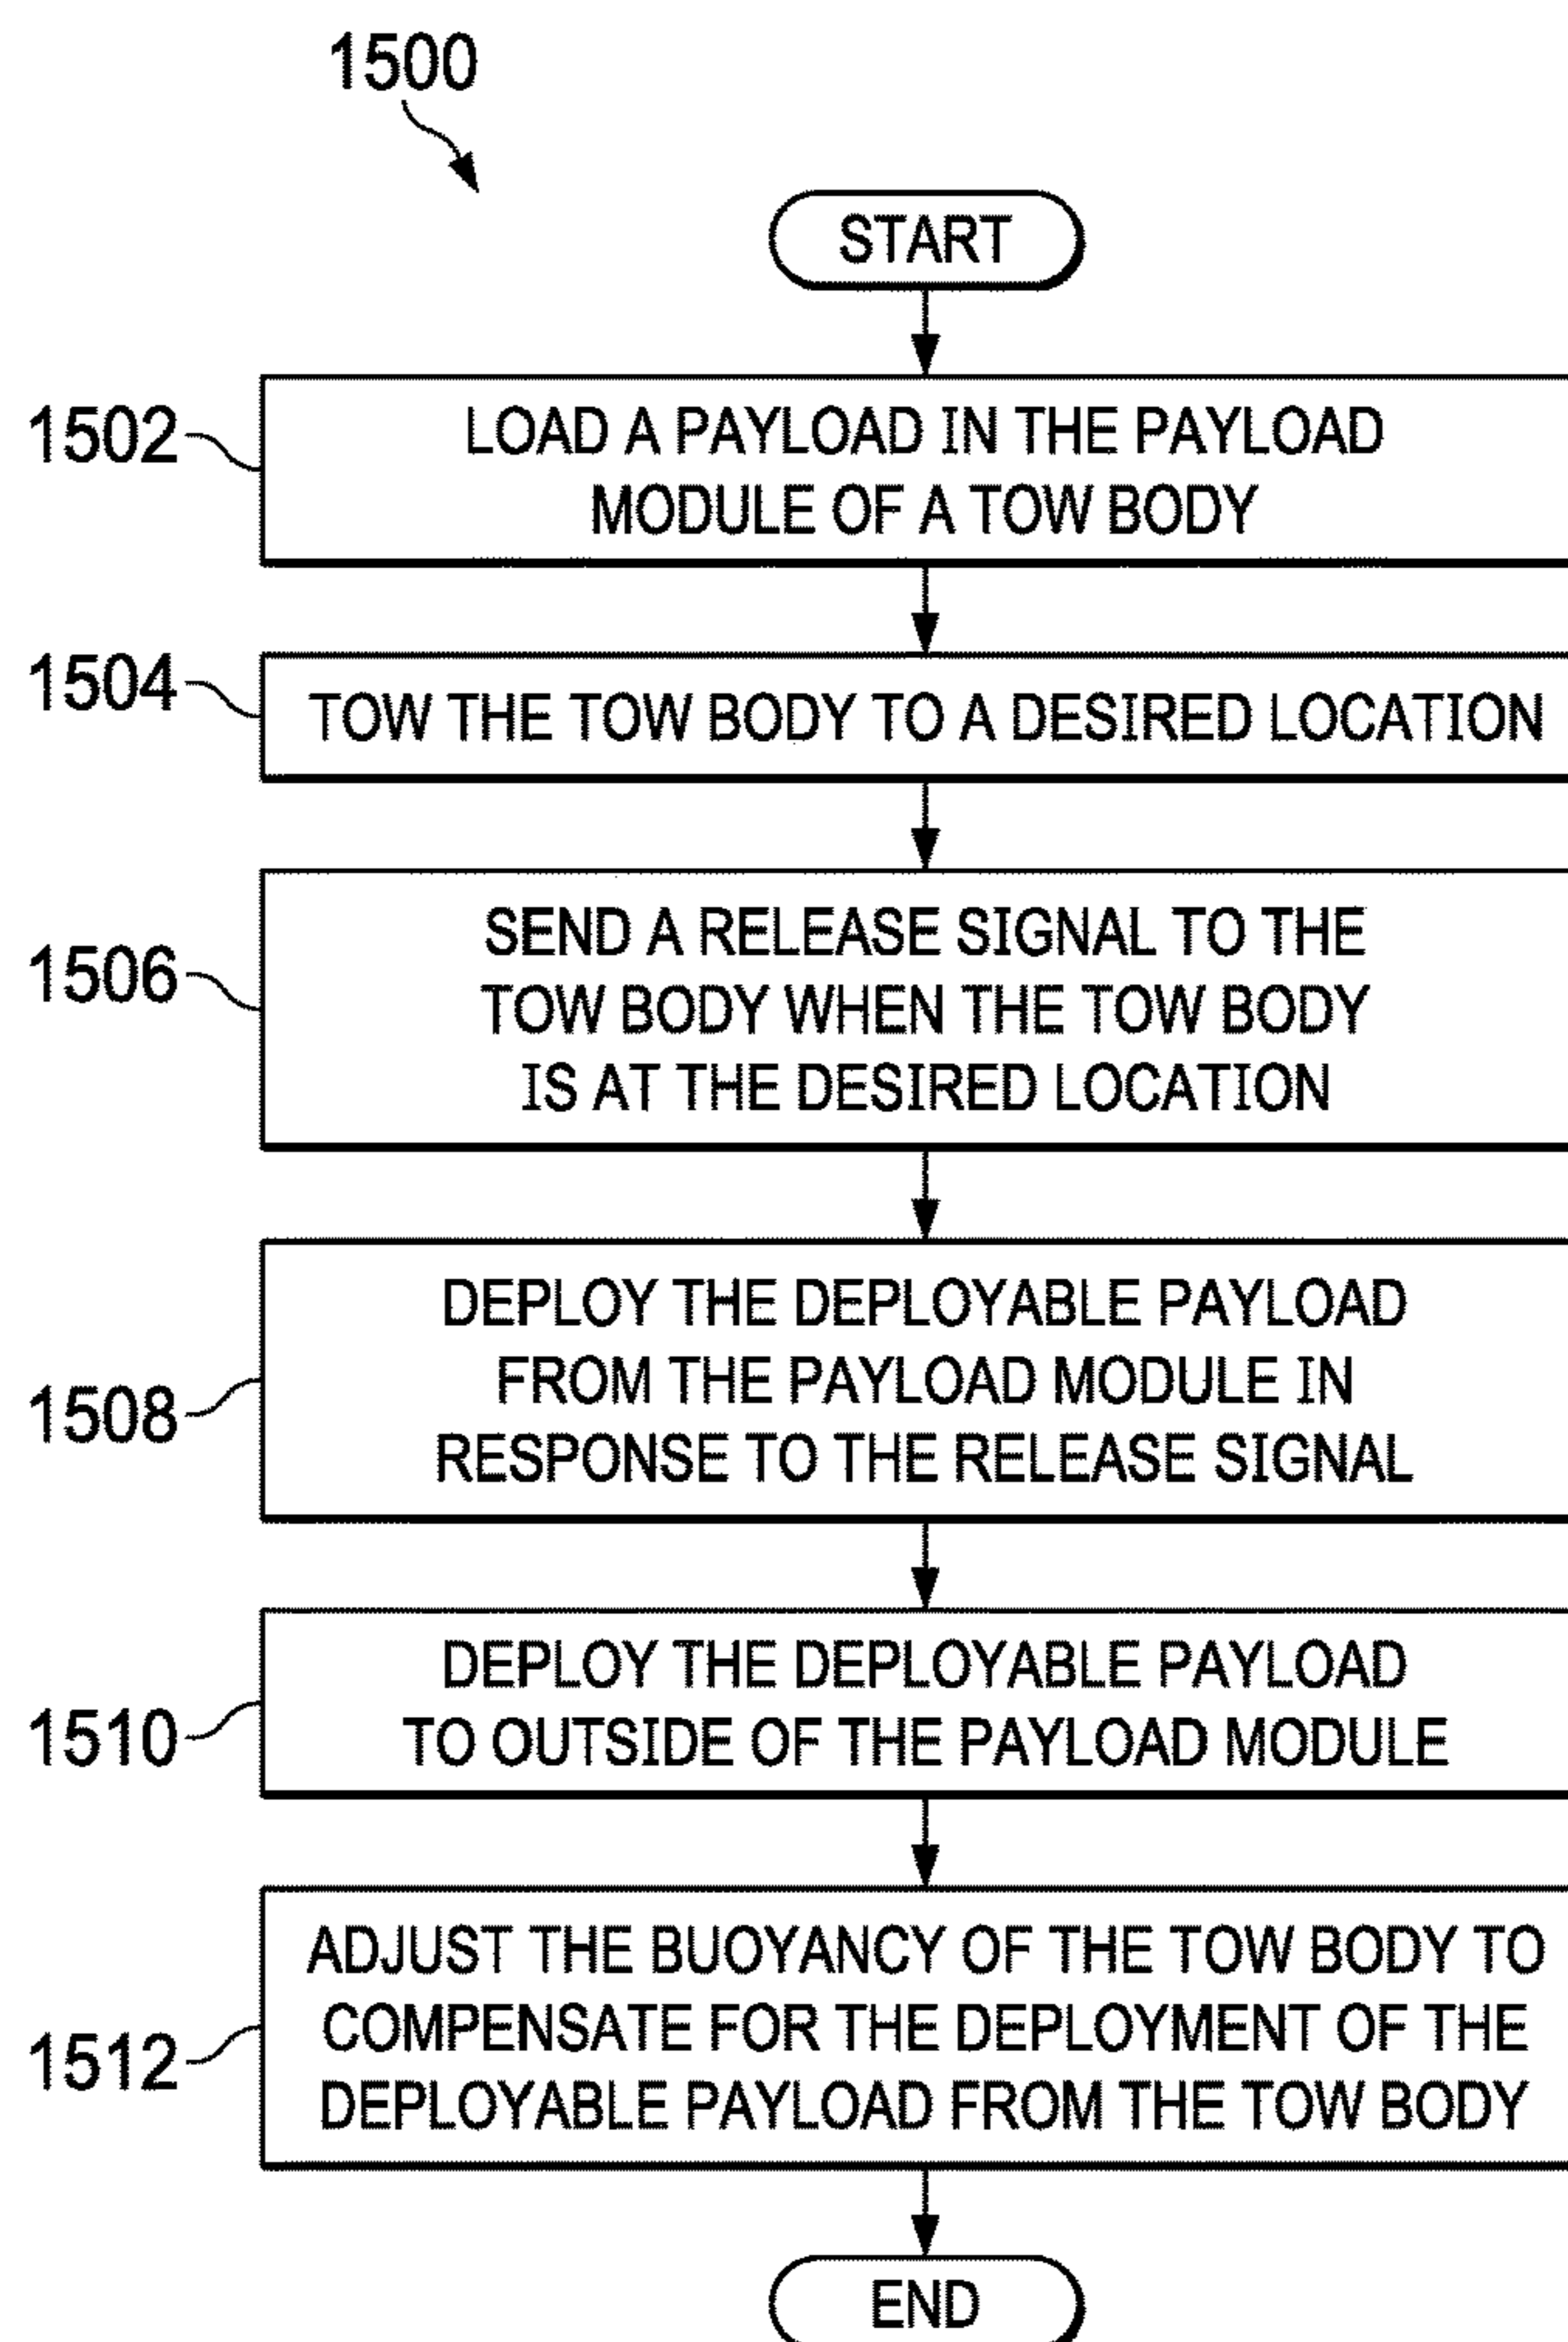 1500
START
1502
LOAD A PAYLOAD IN THE PAYLOAD
MODULE OF A TOW BODY
1504
TOW THE TOW BODY TO A DESIRED LOCATION
1506
SEND A RELEASE SIGNAL TO THE
TOW BODY WHEN THE TOW BODY
IS AT THE DESIRED LOCATION
1508
DEPLOY THE DEPLOYABLE PAYLOAD
FROM THE PAYLOAD MODULE IN
RESPONSE TO THE RELEASE SIGNAL
1510
DEPLOY THE DEPLOYABLE PAYLOAD
TO OUTSIDE OF THE PAYLOAD MODULE
1512
ADJUST THE BUOYANCY OF THE TOW BODY TO
COMPENSATE FOR THE DEPLOYMENT OF THE
DEPLOYABLE PAYLOAD FROM THE TOW BODY
END